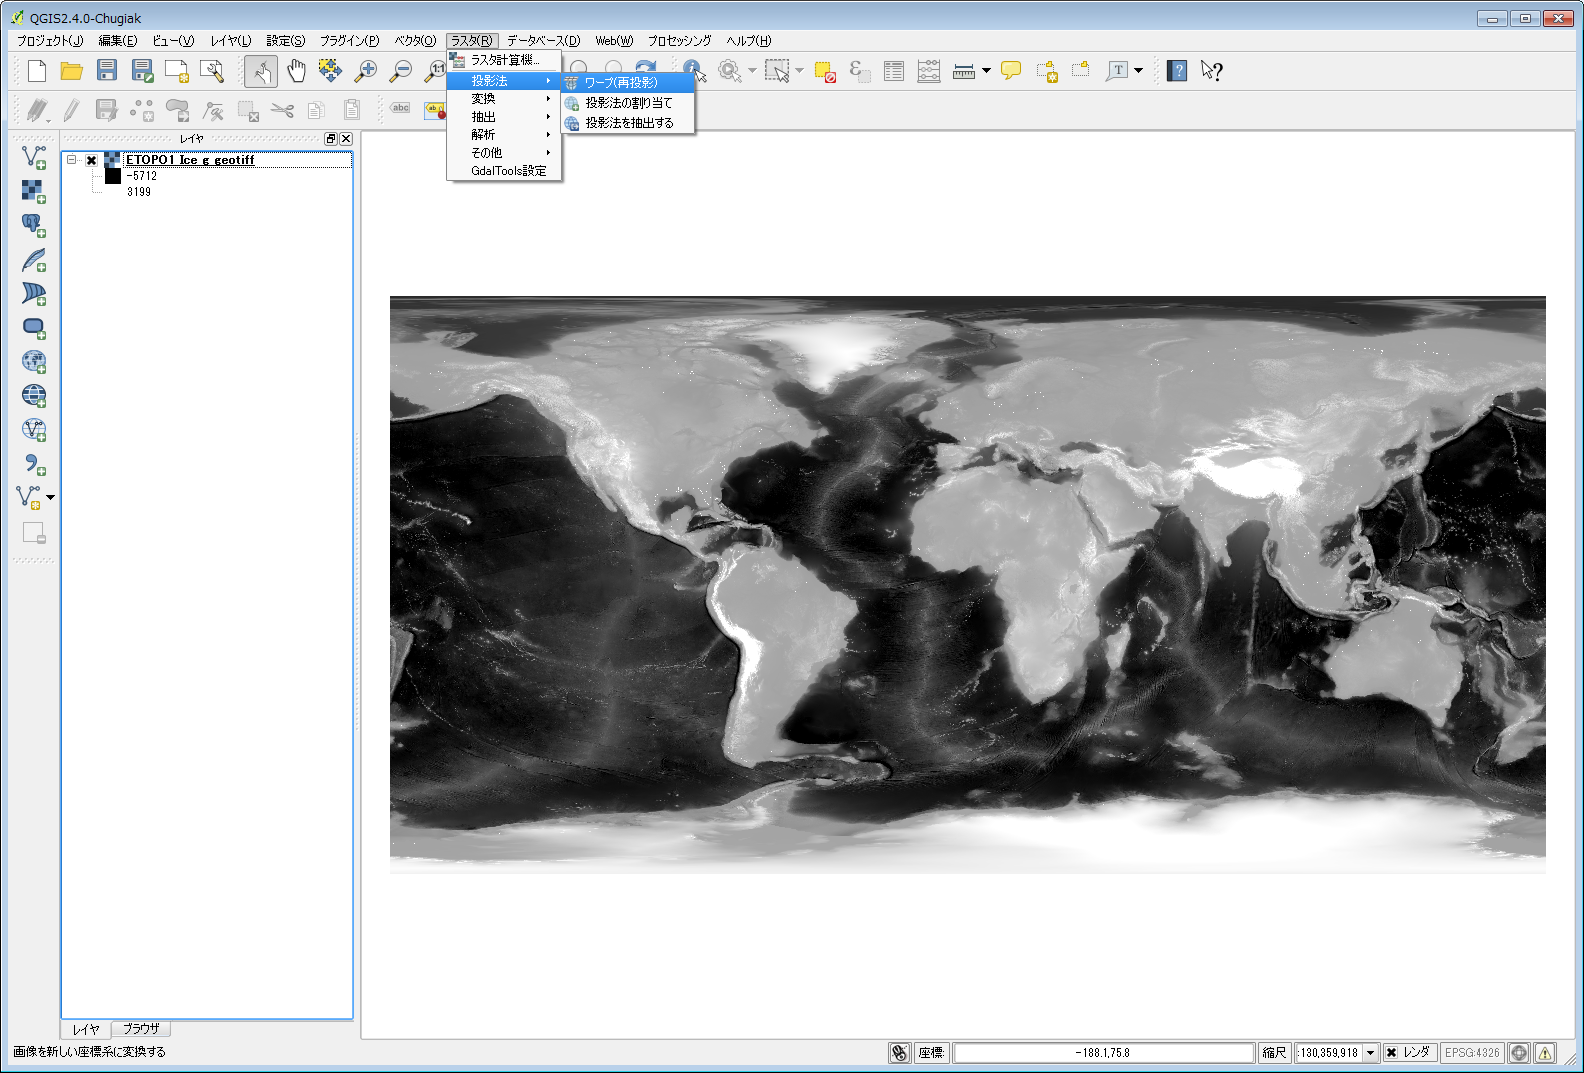 QGIS2.4.0-Chugiak
プロジェクト(J) 編集(E) ビュー(V) レイヤ(L) 設定(S) プラグイン(P) ベクタ(O) ラスタ(R) データベース(D) Web(W) プロセッシング ヘルプ(H)
ラスタ計算機...
投影法
変換
抽出
解析
その他
GdalTools設定
ワープ(再投影)
投影法の割り当て
投影法を抽出する
1:1
T
?
?
abc
ab
レイヤ
ETOPO1_Ice_g_geotiff
-5712
3199
レイヤ ブラウザ
画像を新しい座標系に変換する
座標: -188.1,75.8 縮尺 :130,359,918 レンダ EPSG:4326